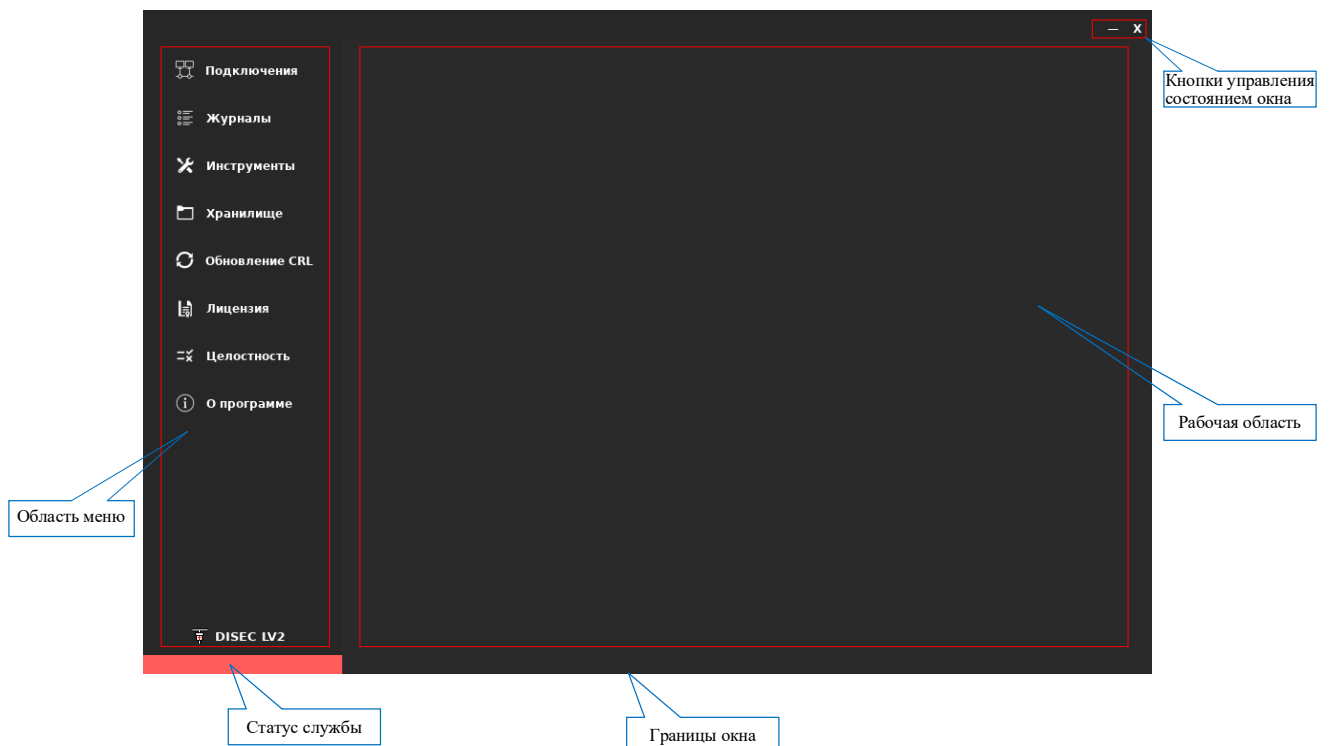 — X
Кнопки управления
состоянием окна
Подключения
Журналы
Инструменты
Хранилище
Обновление CRL
Лицензия
Целостность
О программе
Рабочая область
Область меню
DISEC LV2
Статус службы
Границы окна